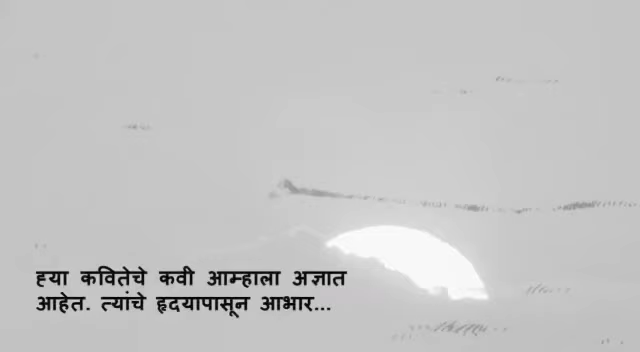 ह्या कवितेचे कवी आम्हाला अज्ञात
आहेत. त्यांचे हृदयापासून आभार...